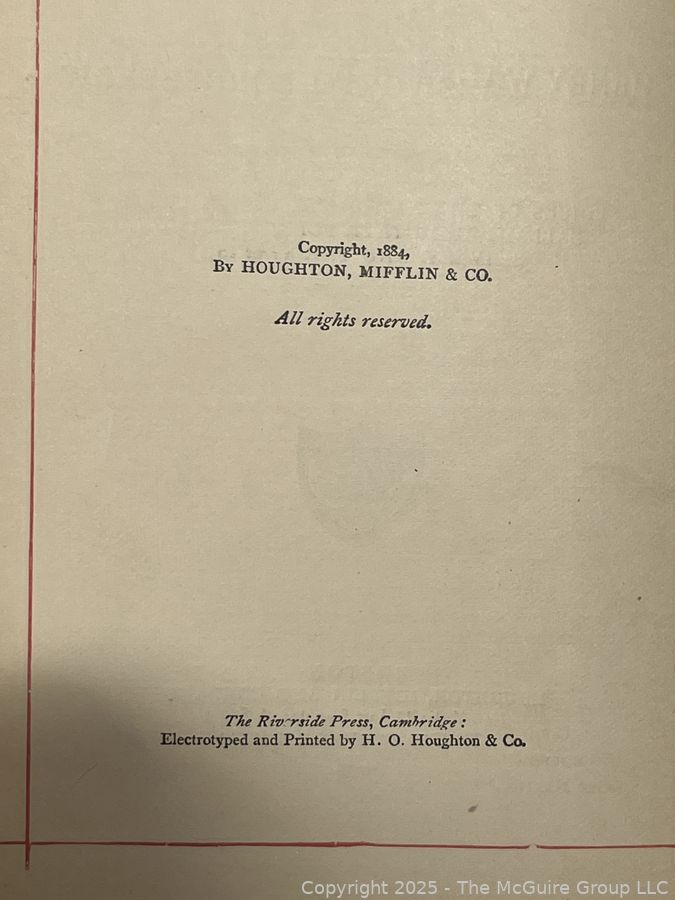 Copyright, 1884,
By HOUGHTON, MIFFLIN & CO.
All rights reserved.
The Riverside Press, Cambridge:
Electrotyped and Printed by H. O. Houghton & Co.
Copyright 2025 - The McGuire Group LLC